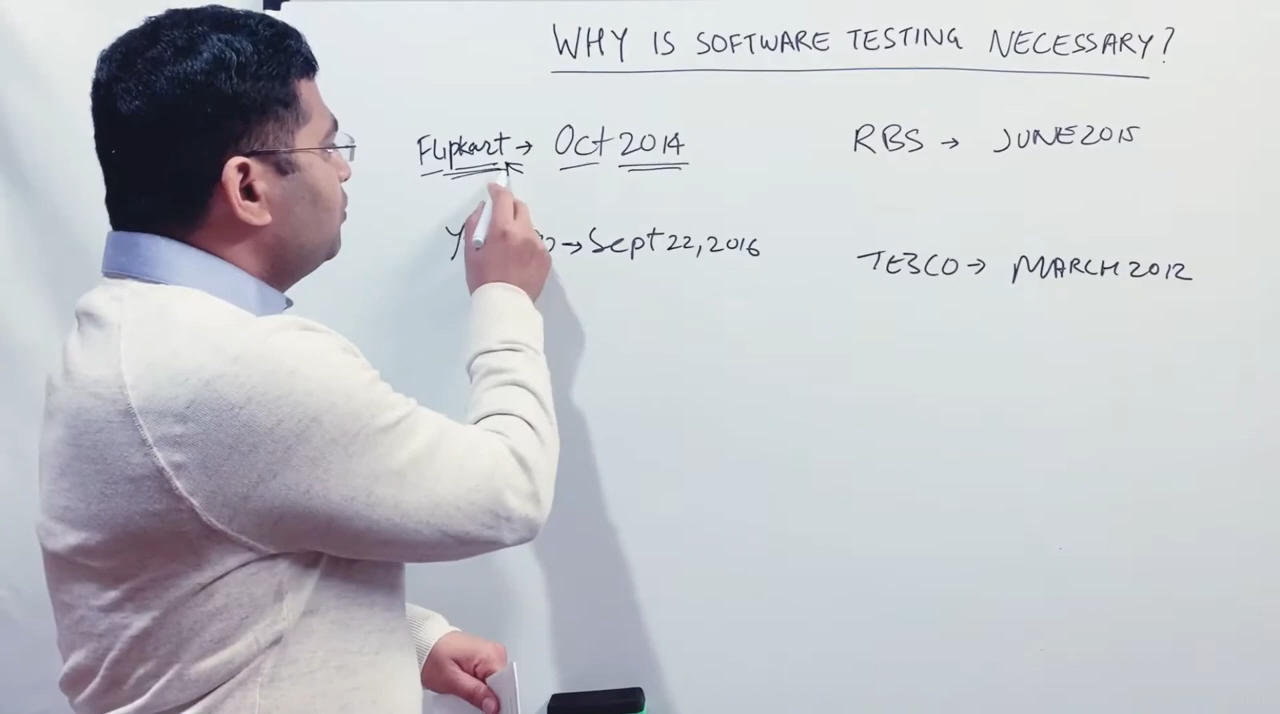 WHY IS SOFTWARE TESTING NECESSARY?
Flipkart → Oct 2014
→ Sept 22, 2016
RBS → JUNE 2015
TESCO → MARCH 2012